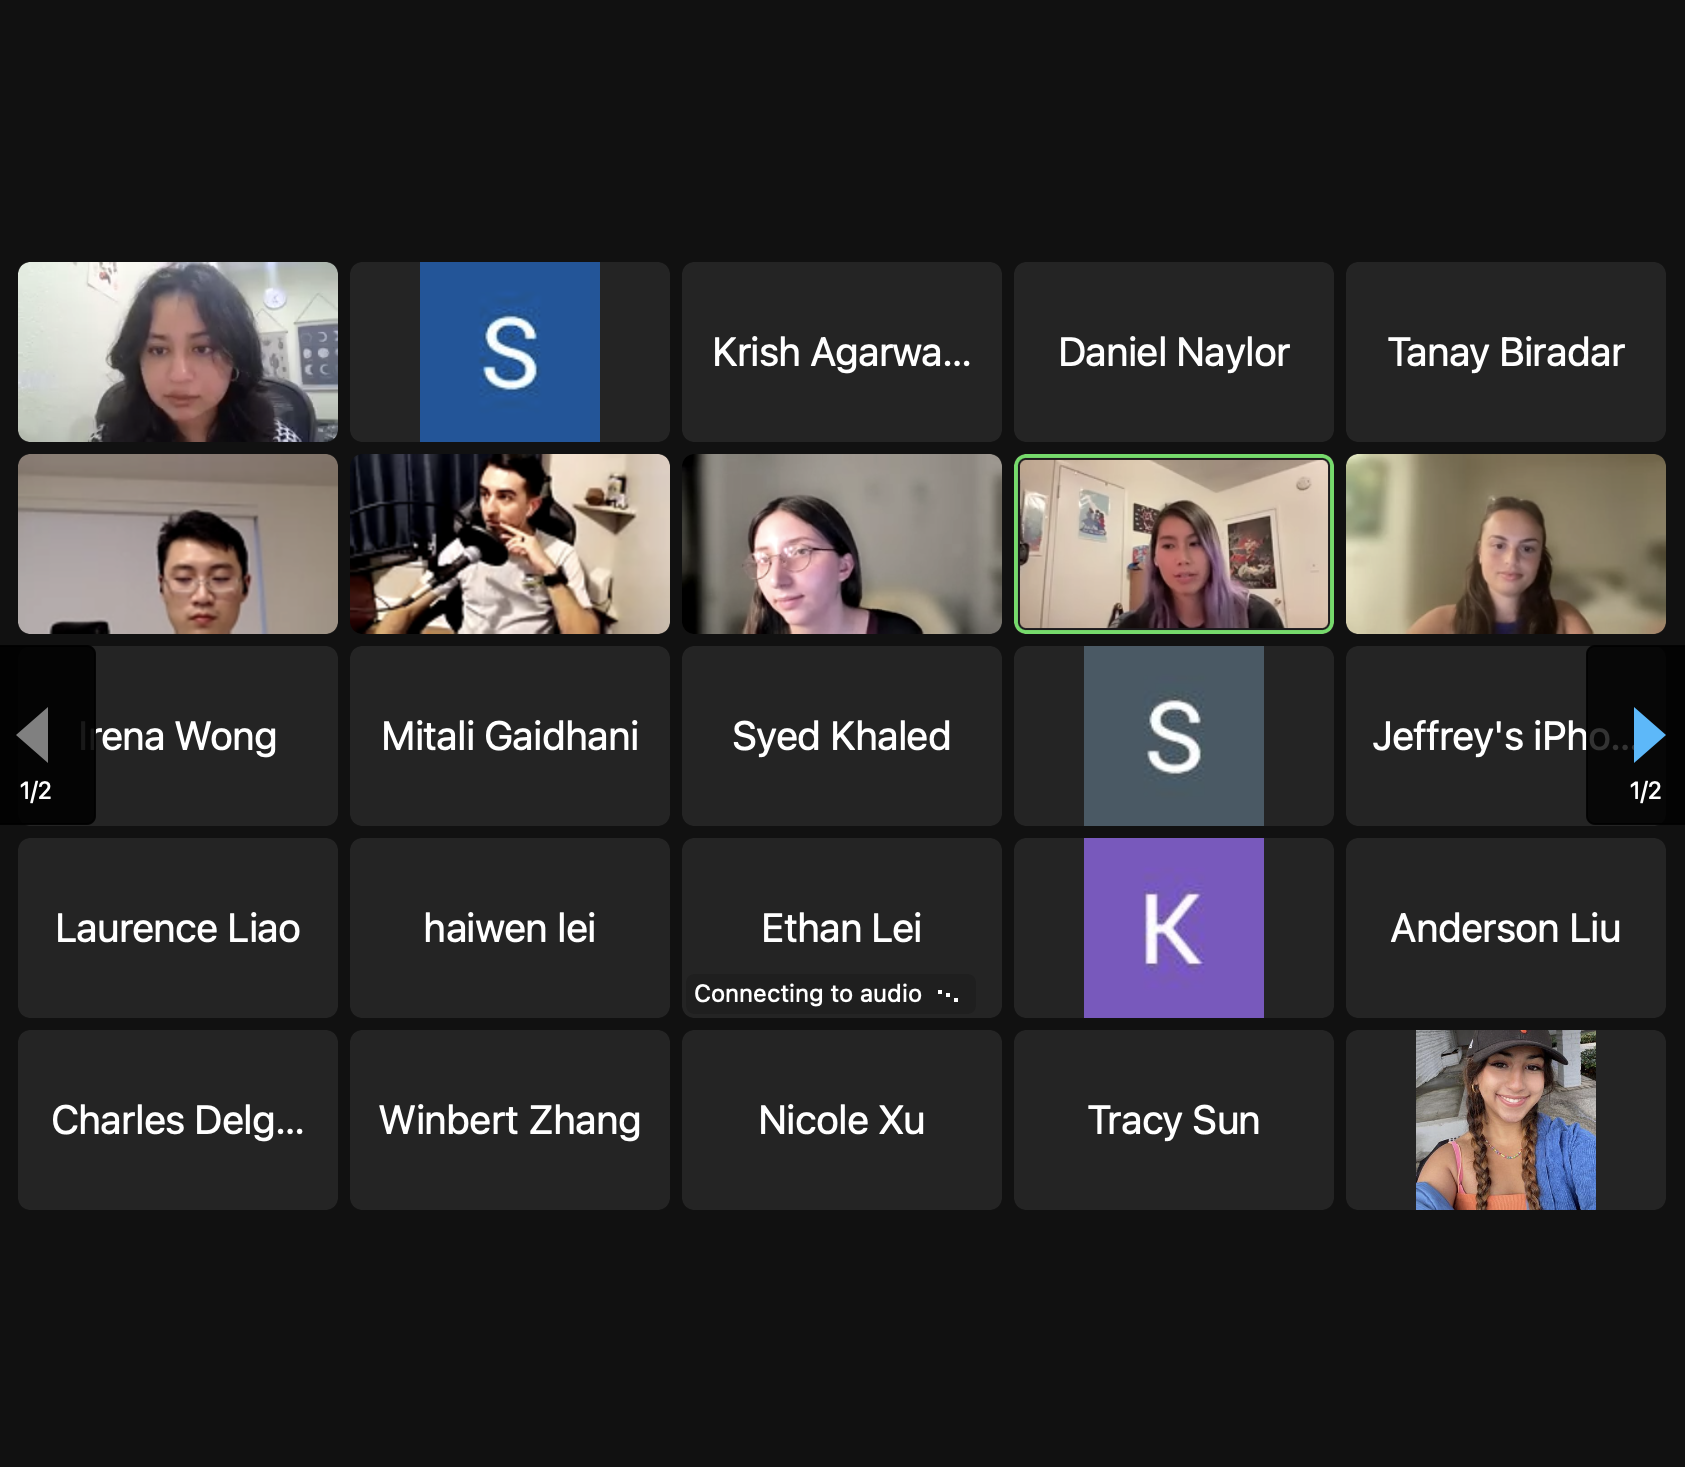 S
Krish Agarwa...
Daniel Naylor
Tanay Biradar
Irena Wong
Mitali Gaidhani
Syed Khaled
S
Jeffrey's iPho...
1/2
1/2
Laurence Liao
haiwen lei
Ethan Lei
Connecting to audio
K
Anderson Liu
Charles Delg...
Winbert Zhang
Nicole Xu
Tracy Sun